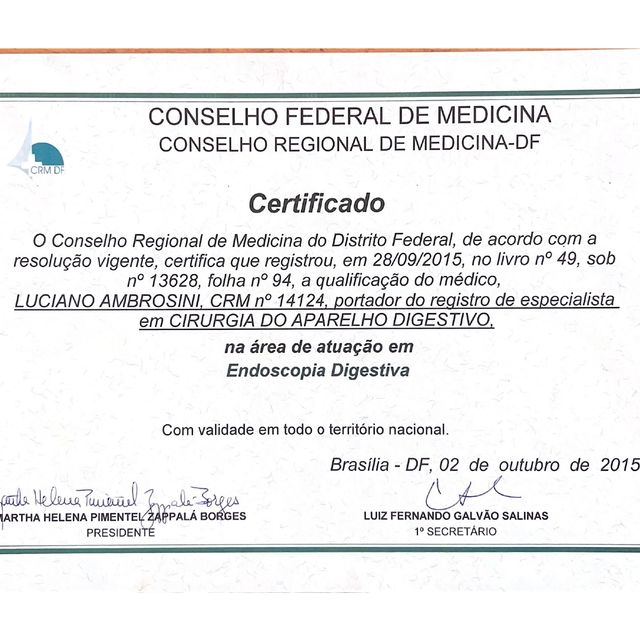 CONSELHO FEDERAL DE MEDICINA
CONSELHO REGIONAL DE MEDICINA-DF
CRM DF
Certificado
O Conselho Regional de Medicina do Distrito Federal, de acordo com a
resolução vigente, certifica que registrou, em 28/09/2015, no livro nº 49, sob
nº 13628, folha nº 94, a qualificação do médico,
LUCIANO AMBROSINI, CRM nº 14124, portador do registro de especialista
em CIRURGIA DO APARELHO DIGESTIVO,
na área de atuação em
Endoscopia Digestiva
Com validade em todo o território nacional.
Brasília - DF, 02 de outubro de 2015
Helena Pimentel Zappalá Borges
MARTHA HELENA PIMENTEL ZAPPALÁ BORGES
PRESIDENTE
LUIZ FERNANDO GALVÃO SALINAS
1º SECRETÁRIO